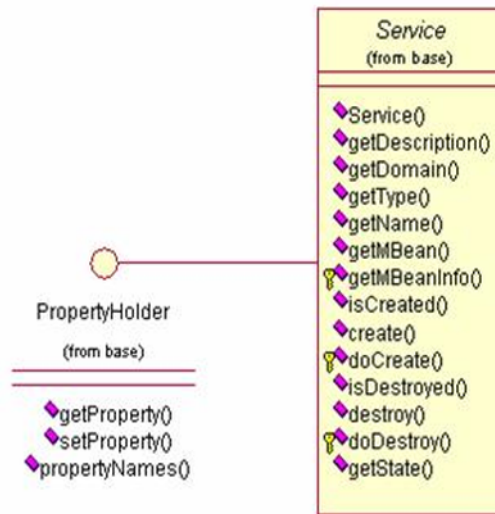 Service
(from base)
Service()
getDescription()
getDomain()
getType()
getName()
getMBean()
getMBeanInfo()
isCreated()
create()
doCreate()
isDestroyed()
destroy()
doDestroy()
getState()
PropertyHolder
(from base)
getProperty()
setProperty()
propertyNames()